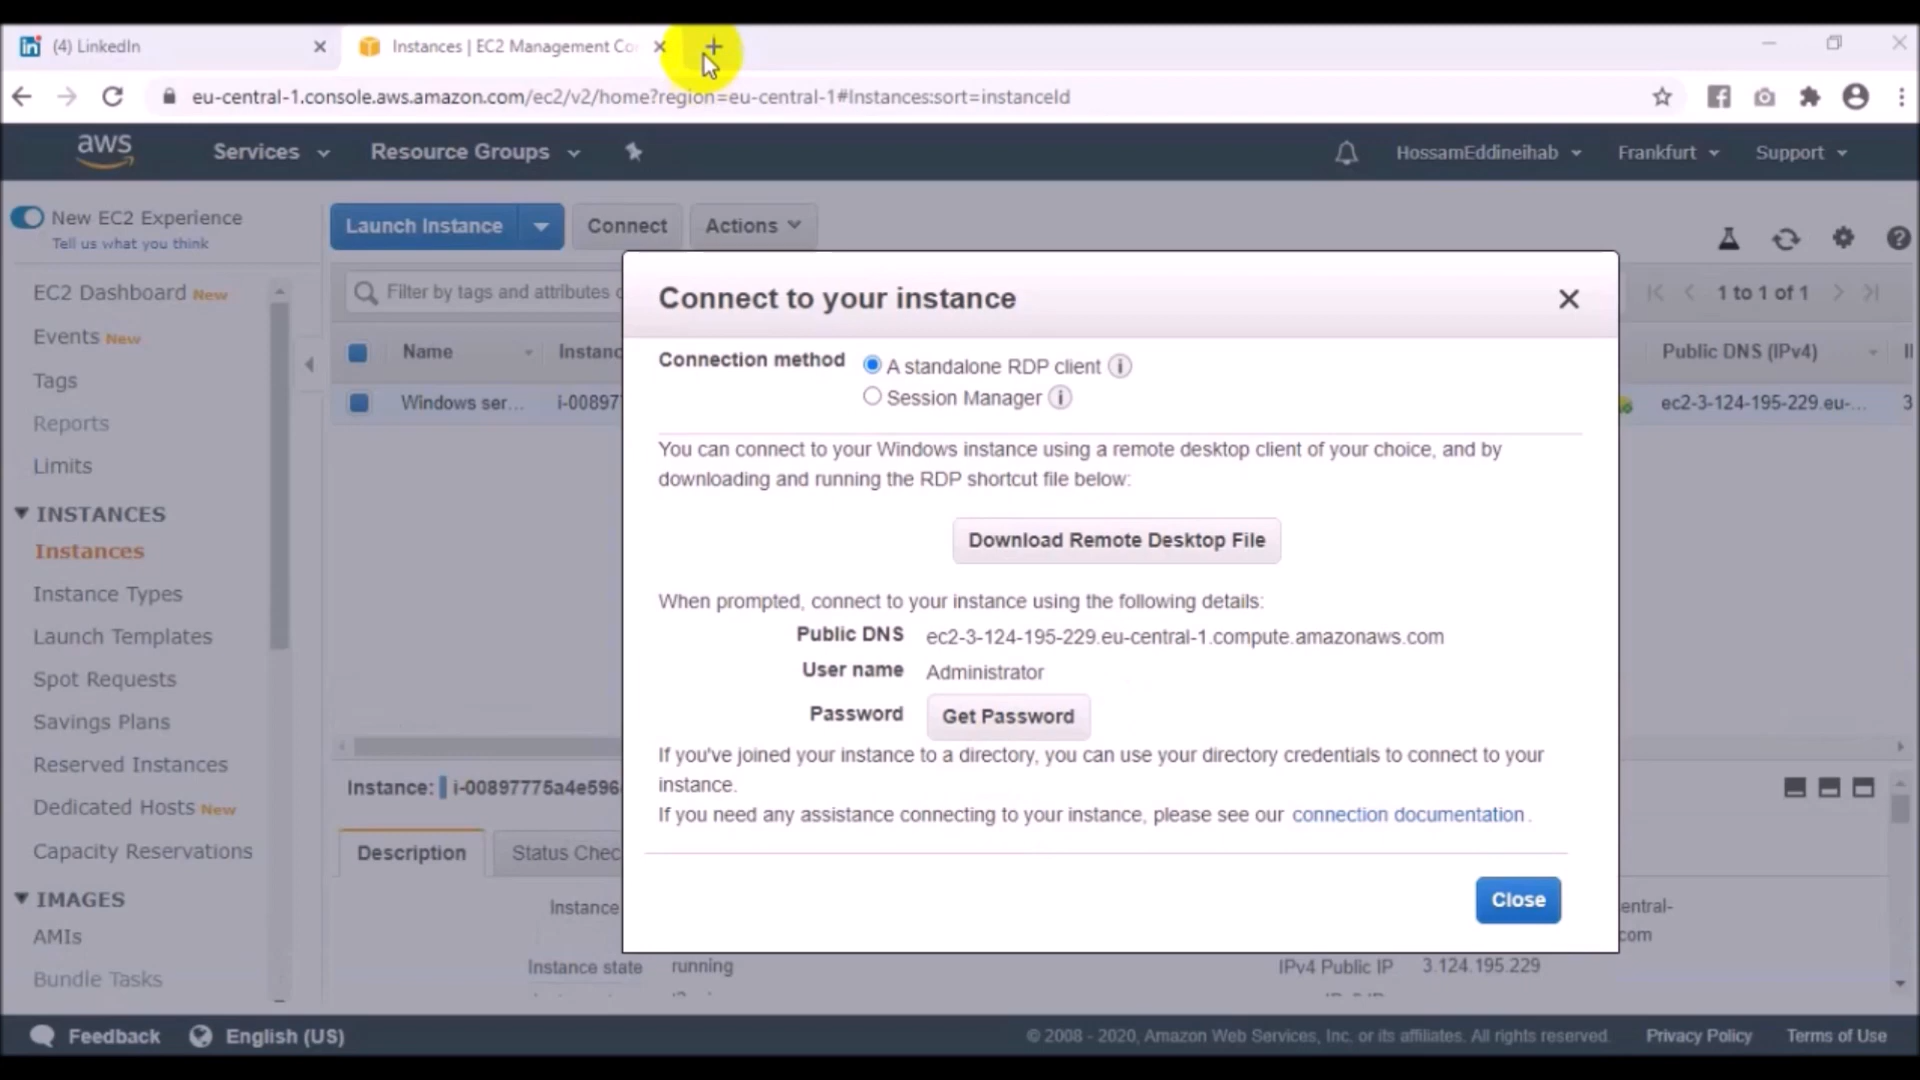 (4) LinkedIn
Instances | EC2 Management Co
eu-central-1.console.aws.amazon.com/ec2/v2/home?region=eu-central-1#Instances:sort=instanceId
aws
Services
Resource Groups
HossamEddineihab
Frankfurt
Support
New EC2 Experience
Tell us what you think
EC2 Dashboard New
Events New
Tags
Reports
Limits
INSTANCES
Instances
Instance Types
Launch Templates
Spot Requests
Savings Plans
Reserved Instances
Dedicated Hosts New
Capacity Reservations
IMAGES
AMIs
Bundle Tasks
Launch Instance
Connect
Actions
Filter by tags and attributes
1 to 1 of 1
Name
Instanc
Public DNS (IPv4)
Windows ser...
i-00897
ec2-3-124-195-229.eu-...
3
Connect to your instance
Connection method
A standalone RDP client
Session Manager
You can connect to your Windows instance using a remote desktop client of your choice, and by
downloading and running the RDP shortcut file below:
Download Remote Desktop File
When prompted, connect to your instance using the following details:
Public DNS ec2-3-124-195-229.eu-central-1.compute.amazonaws.com
User name Administrator
Password Get Password
If you've joined your instance to a directory, you can use your directory credentials to connect to your
instance.
If you need any assistance connecting to your instance, please see our connection documentation .
Close
Instance: i-00897775a4e596
Description
Status Chec
Instance
entral-
com
Instance state running
IPv4 Public IP 3.124.195.229
Feedback
English (US)
© 2008 - 2020, Amazon Web Services, Inc. or its affiliates. All rights reserved.
Privacy Policy
Terms of Use